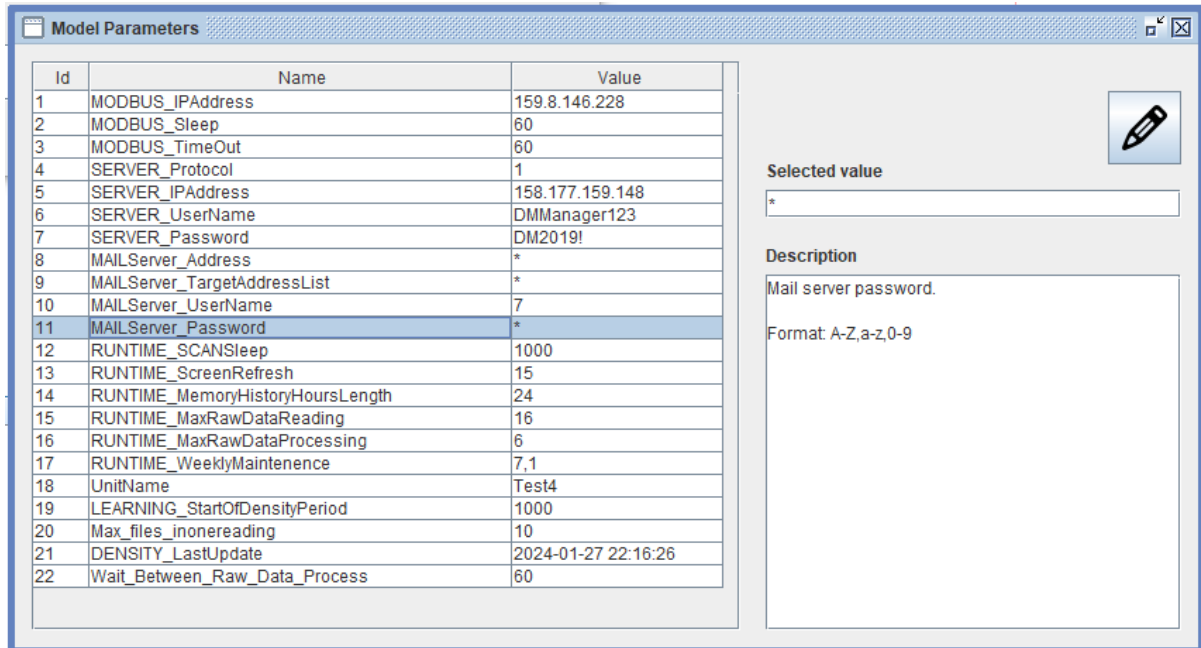 Model Parameters
Id Name Value
1 MODBUS_IPAddress 159.8.146.228
2 MODBUS_Sleep 60
3 MODBUS_TimeOut 60
4 SERVER_Protocol 1
5 SERVER_IPAddress 158.177.159.148
6 SERVER_UserName DMManager123
7 SERVER_Password DM2019!
8 MAILServer_Address *
9 MAILServer_TargetAddressList *
10 MAILServer_UserName 7
11 MAILServer_Password *
12 RUNTIME_SCANSleep 1000
13 RUNTIME_ScreenRefresh 15
14 RUNTIME_MemoryHistoryHoursLength 24
15 RUNTIME_MaxRawDataReading 16
16 RUNTIME_MaxRawDataProcessing 6
17 RUNTIME_WeeklyMaintenence 7,1
18 UnitName Test4
19 LEARNING_StartOfDensityPeriod 1000
20 Max_files_inonereading 10
21 DENSITY_LastUpdate 2024-01-27 22:16:26
22 Wait_Between_Raw_Data_Process 60
Selected value
*
Description
Mail server password.
Format: A-Z,a-z,0-9